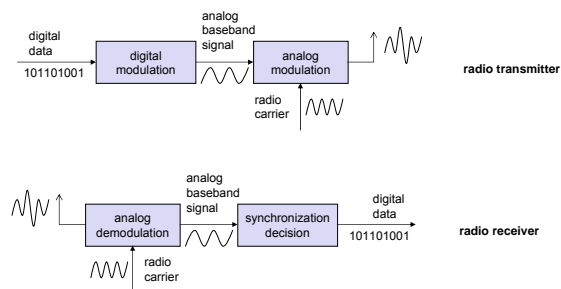 digital
data
101101001
digital
modulation
analog
baseband
signal
analog
modulation
radio
carrier
radio transmitter
analog
demodulation
radio
carrier
analog
baseband
signal
synchronization
decision
digital
data
101101001
radio receiver